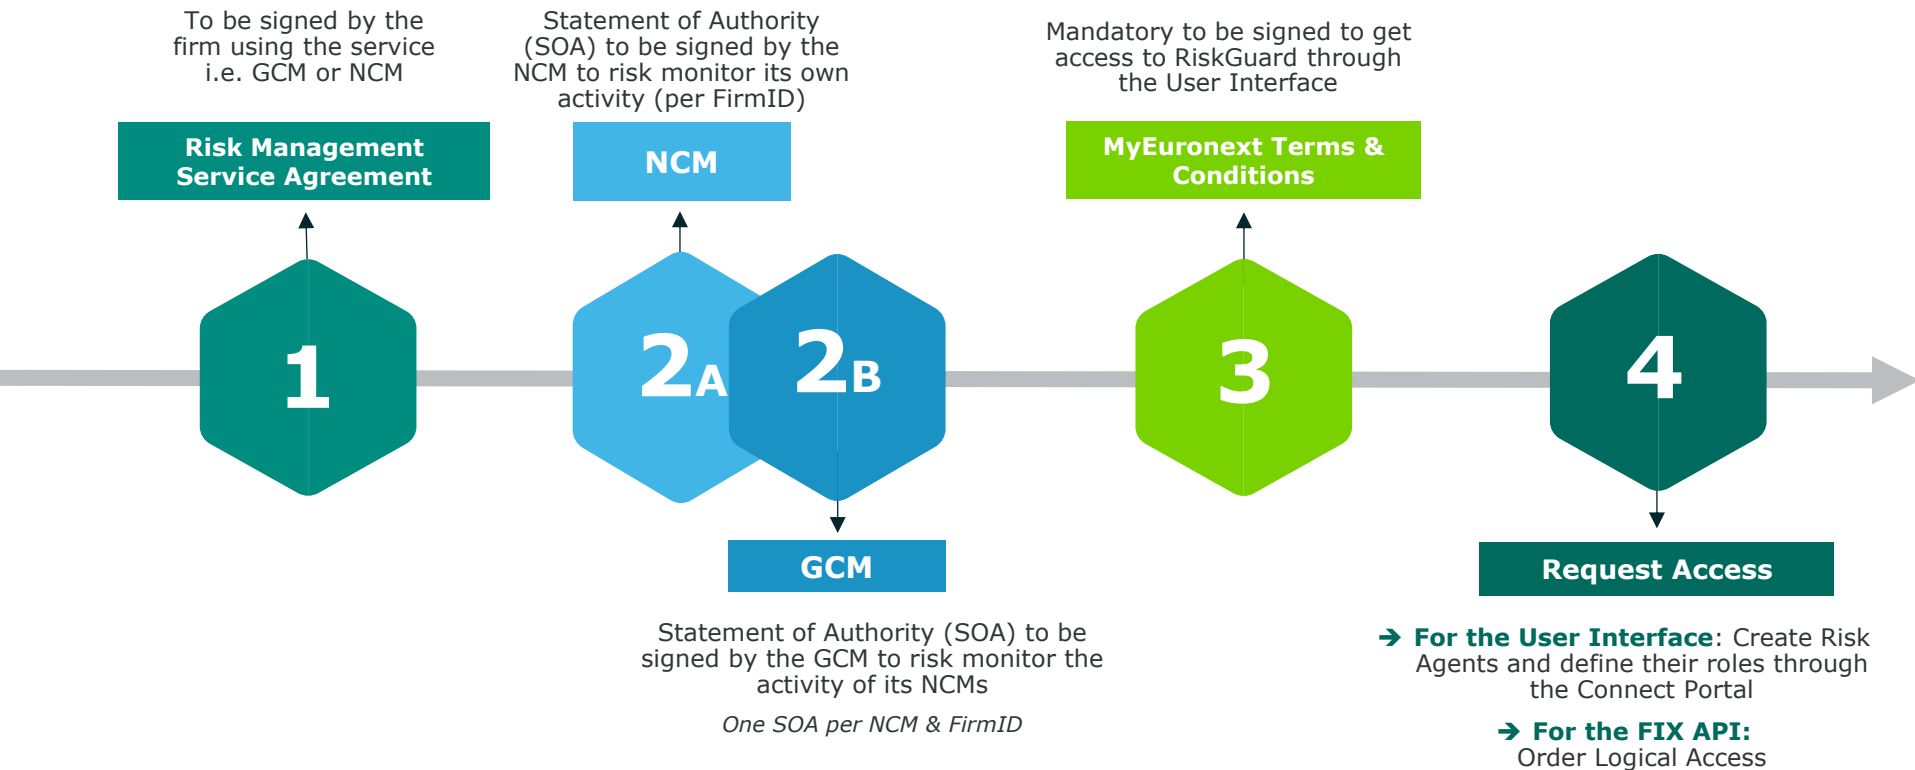 To be signed by the
firm using the service
i.e. GCM or NCM
Risk Management
Service Agreement
1
Statement of Authority
(SOA) to be signed by the
NCM to risk monitor its own
activity (per FirmID)
NCM
2A
2B
GCM
Statement of Authority (SOA) to be
signed by the GCM to risk monitor the
activity of its NCMs
One SOA per NCM & FirmID
Mandatory to be signed to get
access to RiskGuard through
the User Interface
MyEuronext Terms &
Conditions
3
4
Request Access
➔ For the User Interface: Create Risk
Agents and define their roles through
the Connect Portal
➔ For the FIX API:
Order Logical Access